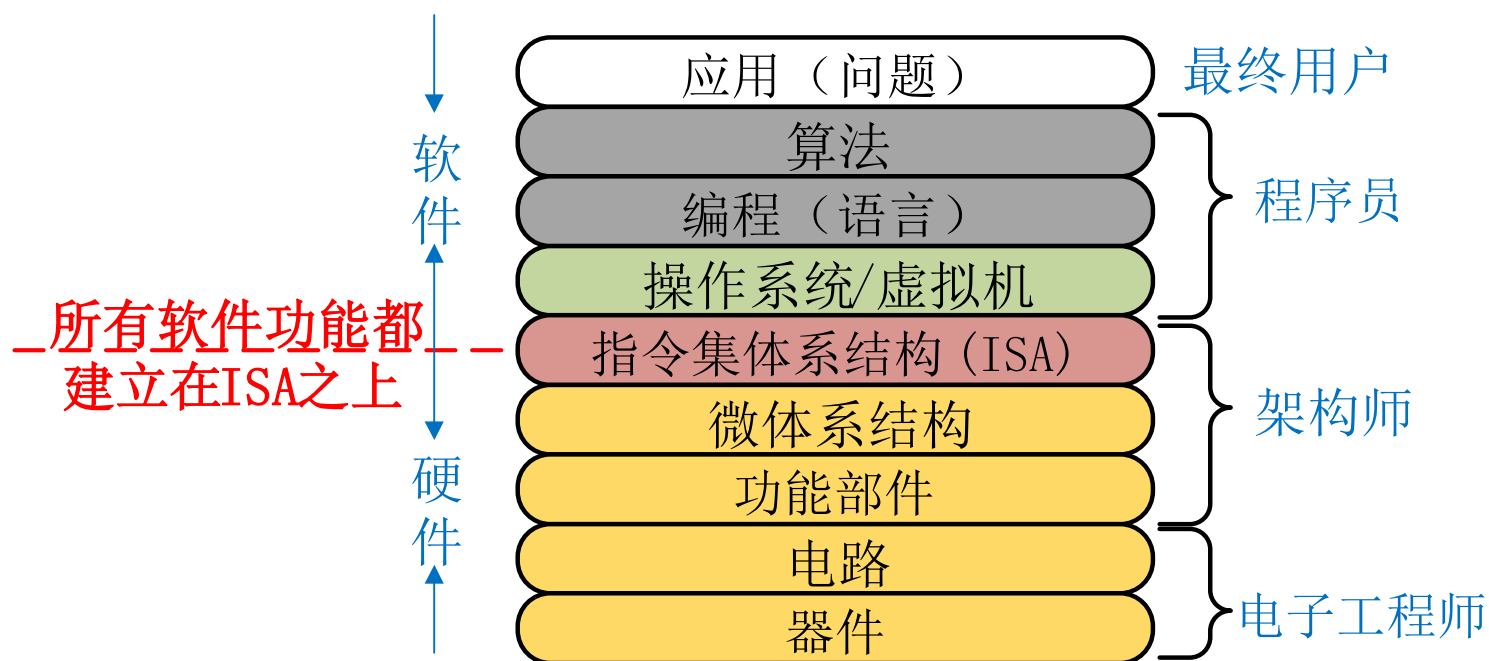 应用（问题）
最终用户
算法
编程（语言）
操作系统/虚拟机
程序员
软件
所有软件功能都
建立在ISA之上
指令集体系结构(ISA)
微体系结构
功能部件
架构师
硬件
电路
器件
电子工程师